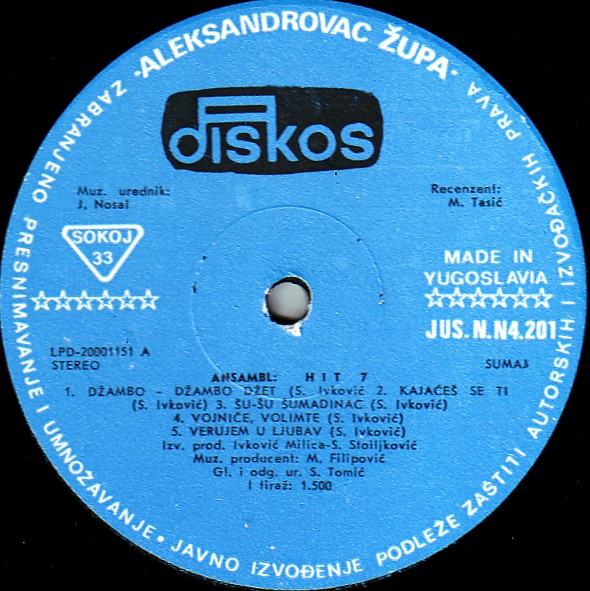 ALEKSANDROVAC ŽUPA
ZABRANJENO PRESNIMAVANJE I UMNOŽAVANJE • JAVNO IZVOĐENJE PODLEŽE ZAŠTITI AUTORSKIH I IZVOĐAČKIH PRAVA
diskos
Muz. urednik:
J. Nosal
Recenzent:
M. Tasić
SOKOJ
33
☆☆☆☆☆☆
MADE IN
YUGOSLAVIA
☆☆☆☆☆☆
JUS. N.N4.201
LPD-20001151 A
STEREO
SUMAJ
ANSAMBL: HIT 7
1. DŽAMBO - DŽAMBO DŽET (S. Ivković) 2. KAJAĆEŠ SE TI
(S. Ivković) 3. ŠU-ŠU ŠUMADINAC (S. Ivković)
4. VOJNIČE, VOLIMTE (S. Ivković)
5. VERUJEM U LJUBAV (S. Ivković)
Izv. prod. Ivković Milica-S. Stoiljković
Muz. producent: M. Filipović
Gl. i odg. ur. S. Tomić
I tiraž: 1.500